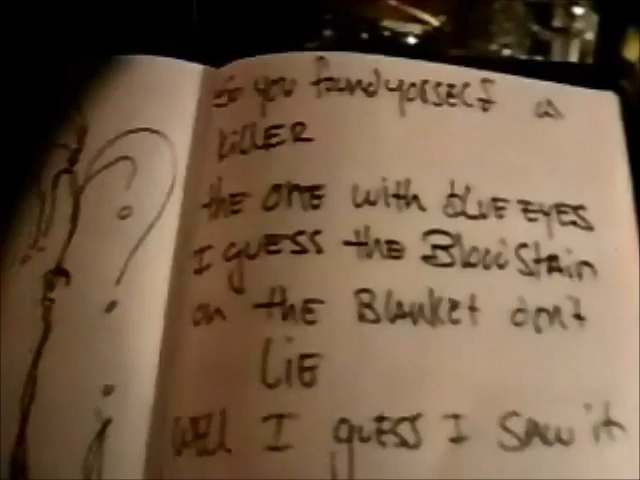 So you found yorself a
killer
the one with blue eyes
I guess the Blood Stain
on the Blanket don't
Lie
Well I guess I saw it